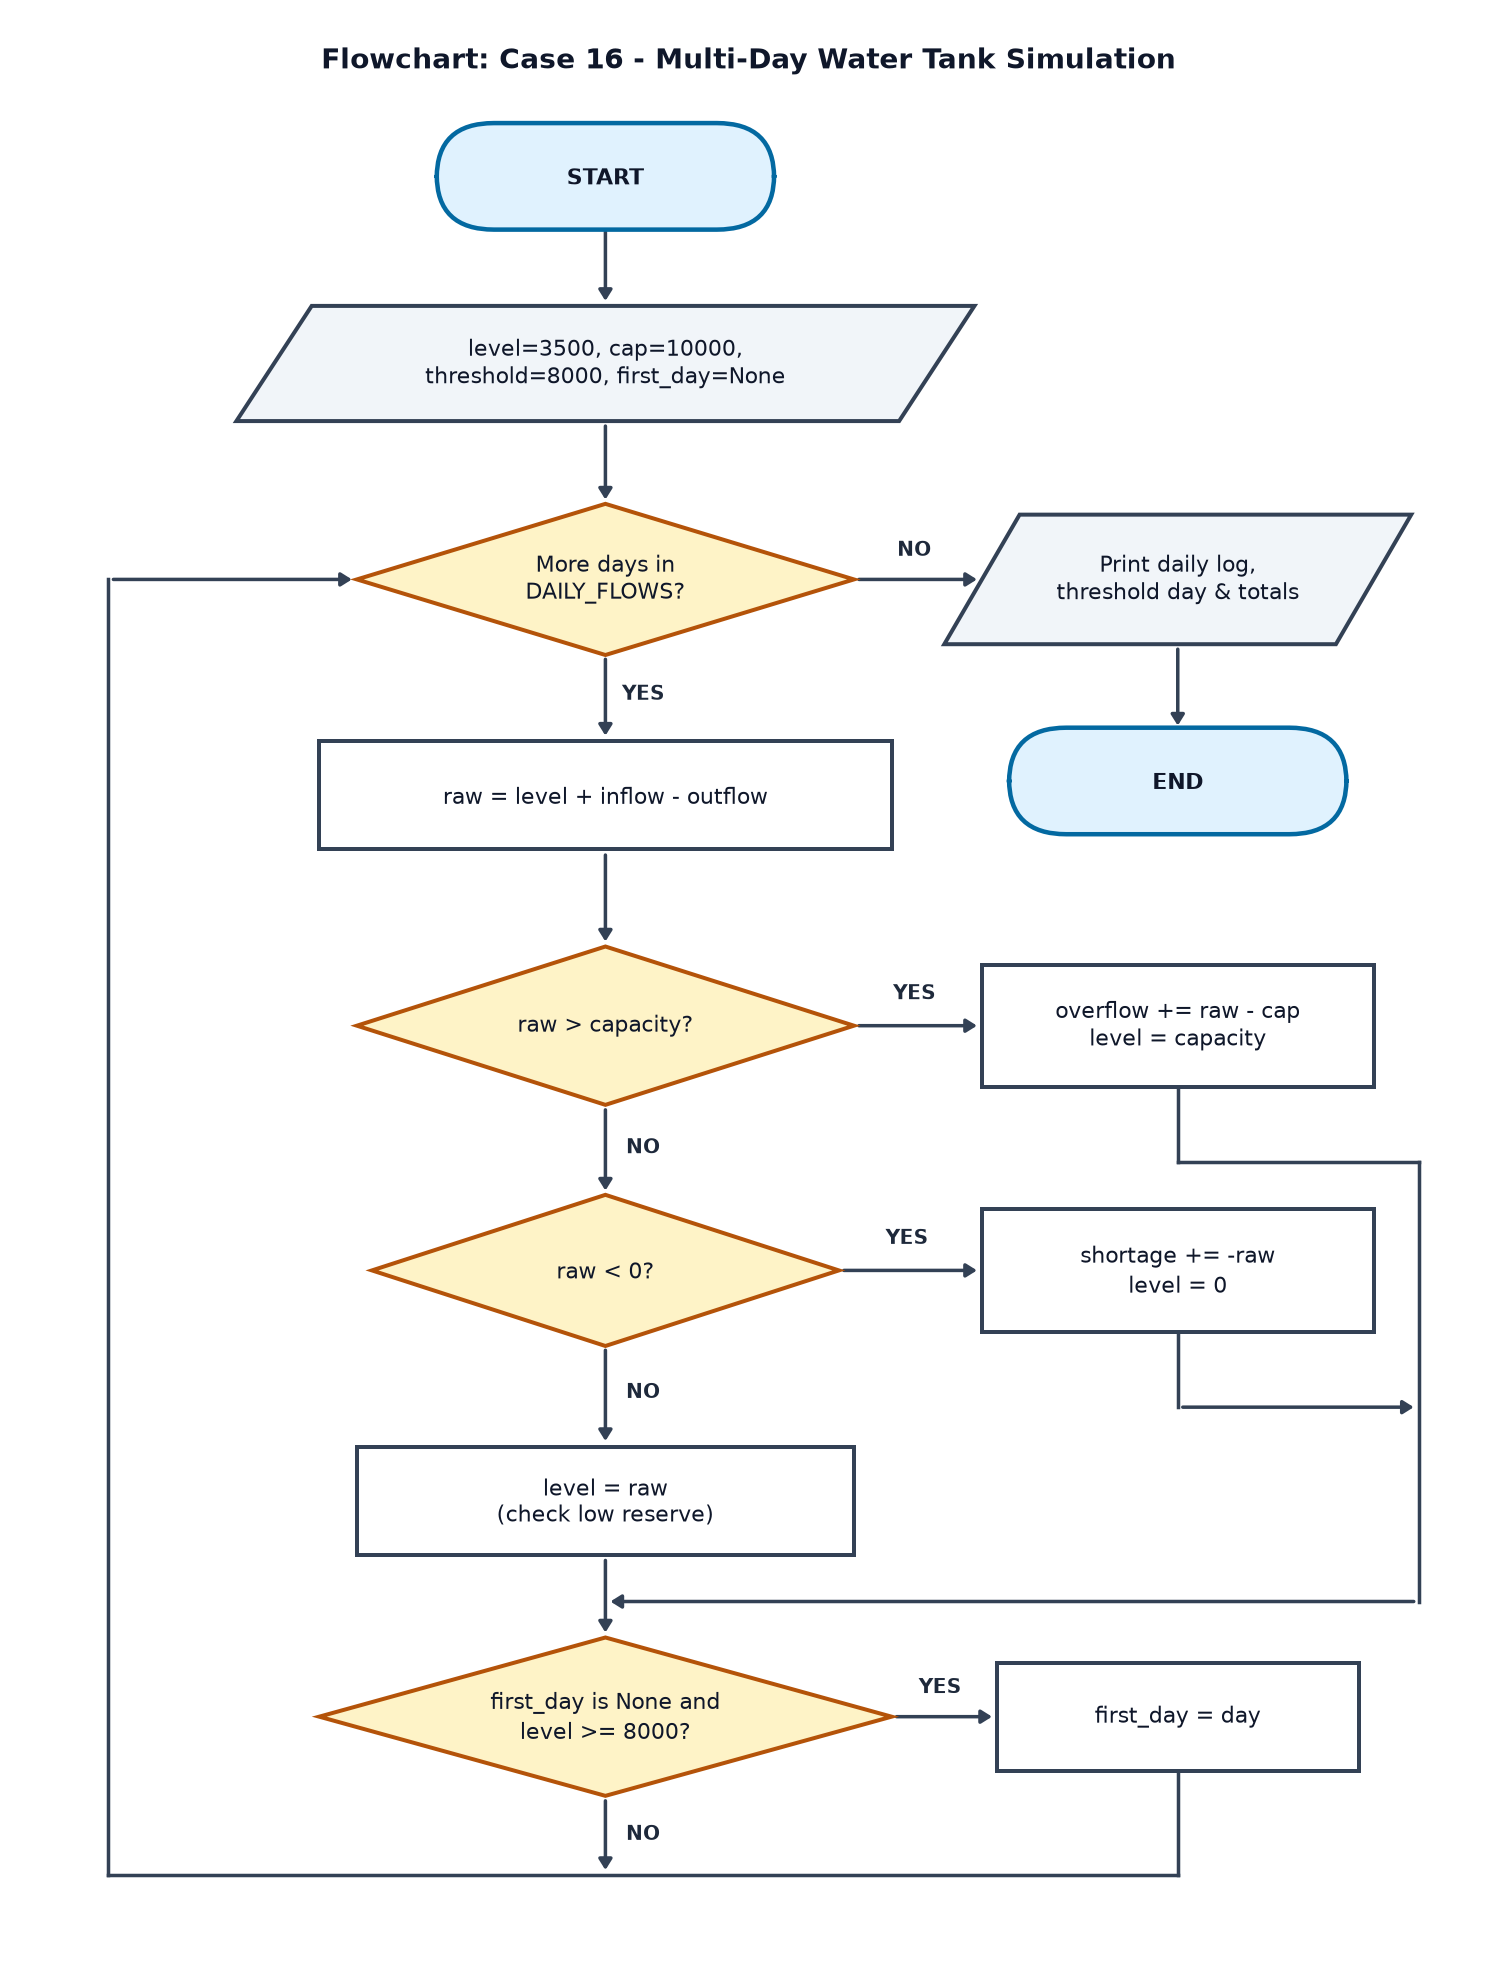 Flowchart: Case 16 - Multi-Day Water Tank Simulation
START
level=3500, cap=10000,
threshold=8000, first_day=None
More days in
DAILY_FLOWS?
NO
Print daily log,
threshold day & totals
YES
END
raw = level + inflow - outflow
raw > capacity?
YES
overflow += raw - cap
level = capacity
NO
raw < 0?
YES
shortage += -raw
level = 0
NO
level = raw
(check low reserve)
first_day is None and
level >= 8000?
YES
first_day = day
NO